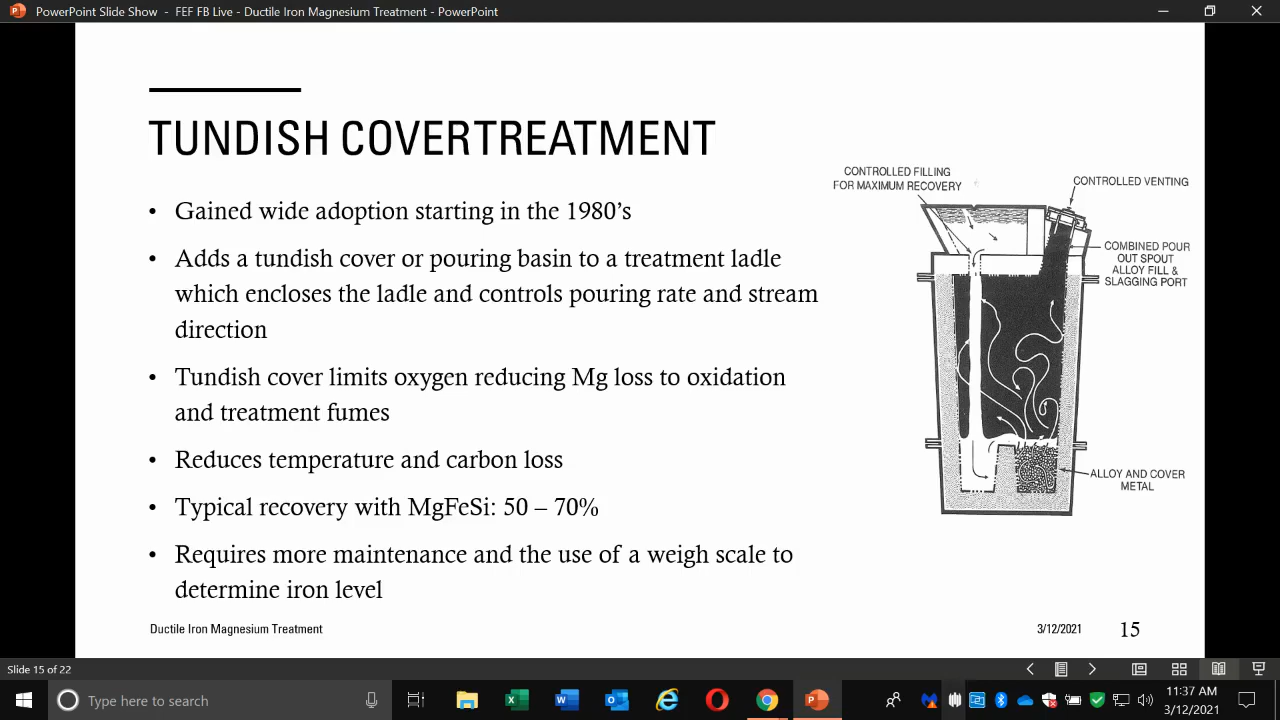 PowerPoint Slide Show - FEF FB Live - Ductile Iron Magnesium Treatment - PowerPoint
TUNDISH COVERTREATMENT
• Gained wide adoption starting in the 1980’s
• Adds a tundish cover or pouring basin to a treatment ladle
which encloses the ladle and controls pouring rate and stream
direction
• Tundish cover limits oxygen reducing Mg loss to oxidation
and treatment fumes
• Reduces temperature and carbon loss
• Typical recovery with MgFeSi: 50 – 70%
• Requires more maintenance and the use of a weigh scale to
determine iron level
CONTROLLED FILLING
FOR MAXIMUM RECOVERY
CONTROLLED VENTING
COMBINED POUR
OUT SPOUT
ALLOY FILL &
SLAGGING PORT
ALLOY AND COVER
METAL
Ductile Iron Magnesium Treatment
3/12/2021
15
Slide 15 of 22
Type here to search
11:37 AM
3/12/2021